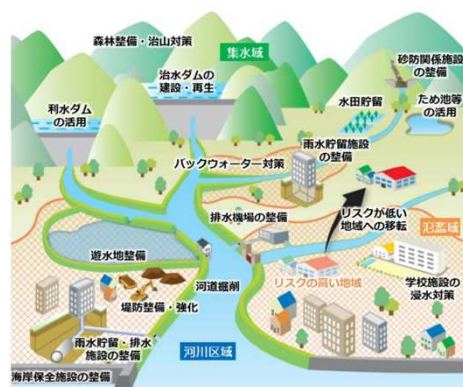 森林整備・治山対策
集水域
砂防関係施設
の整備
治水ダムの
建設・再生
水田貯留
ため池等
の活用
利水ダム
の活用
雨水貯留施設
の整備
バックウォーター対策
排水機場の整備
リスクが低い
地域への移転
氾濫域
遊水地整備
河道掘削
リスクの高い地域
学校施設の
浸水対策
堤防整備・強化
雨水貯留・排水
施設の整備
河川区域
海岸保全施設の整備